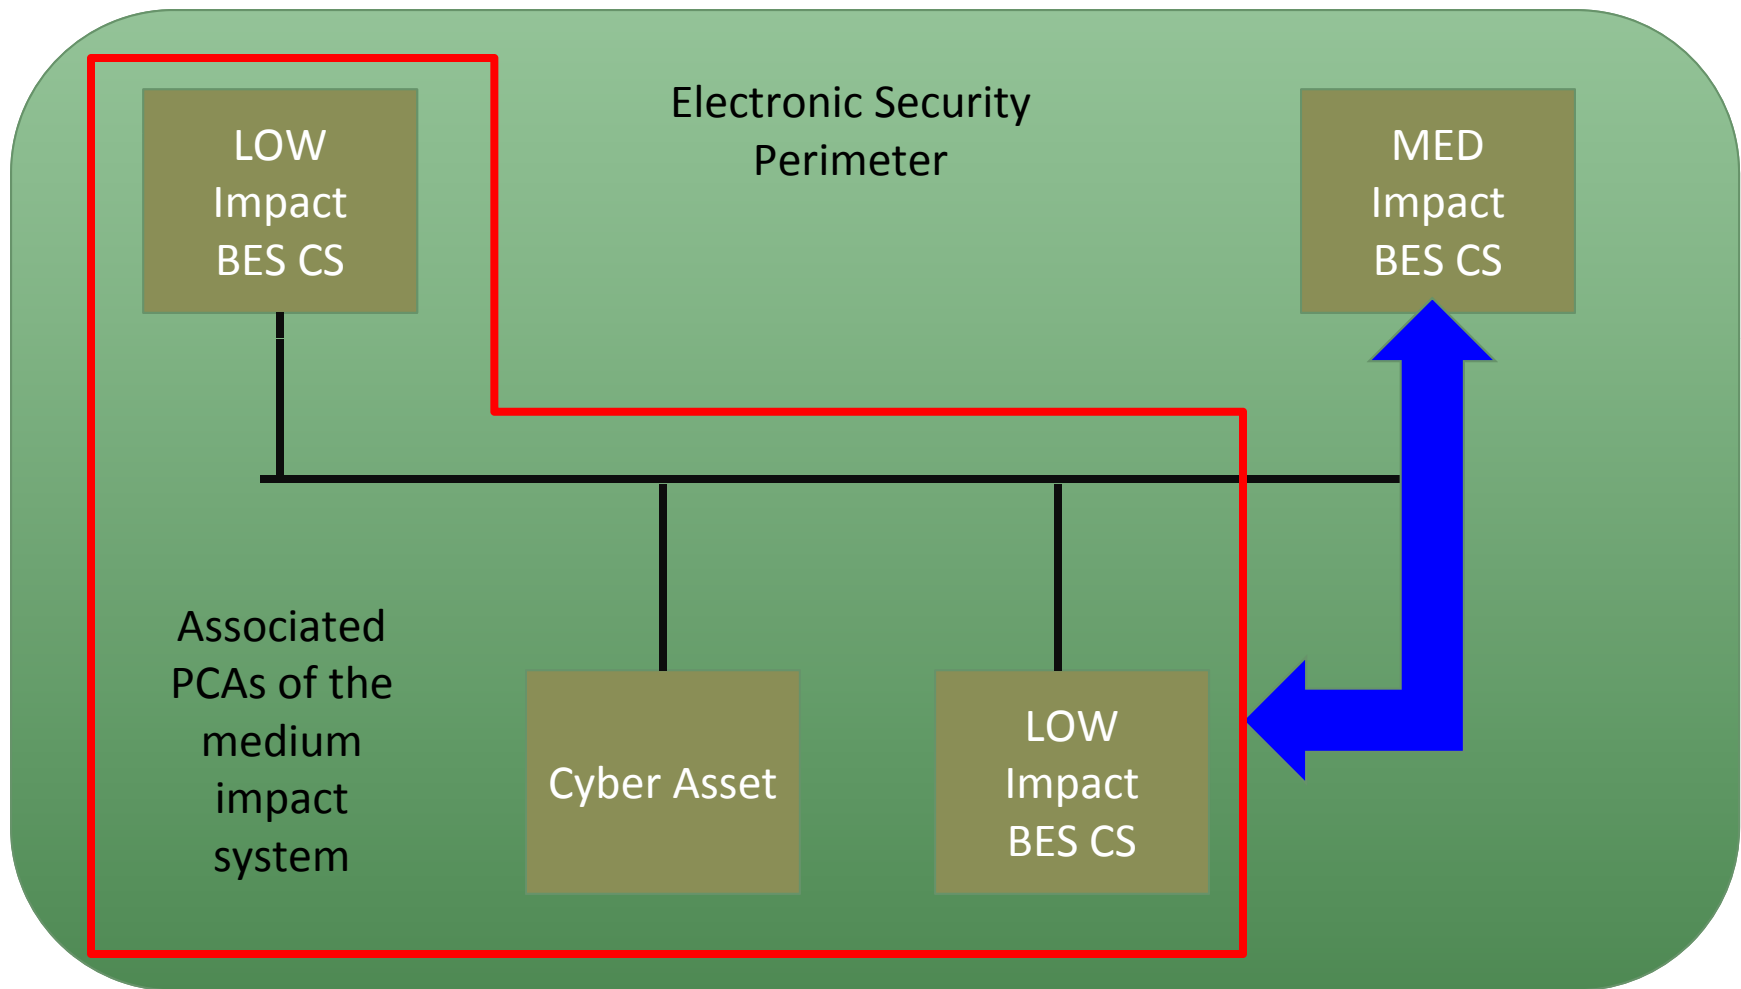 LOW
Impact
BES CS
Electronic Security
Perimeter
MED
Impact
BES CS
Associated
PCAs of the
medium
impact
system
Cyber Asset
LOW
Impact
BES CS